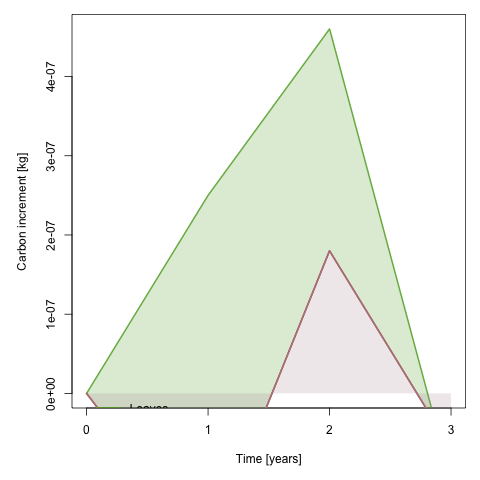 4e-07
3e-07
2e-07
1e-07
0e+00
Carbon increment [kg]
Leaves
0
1
2
3
Time [years]